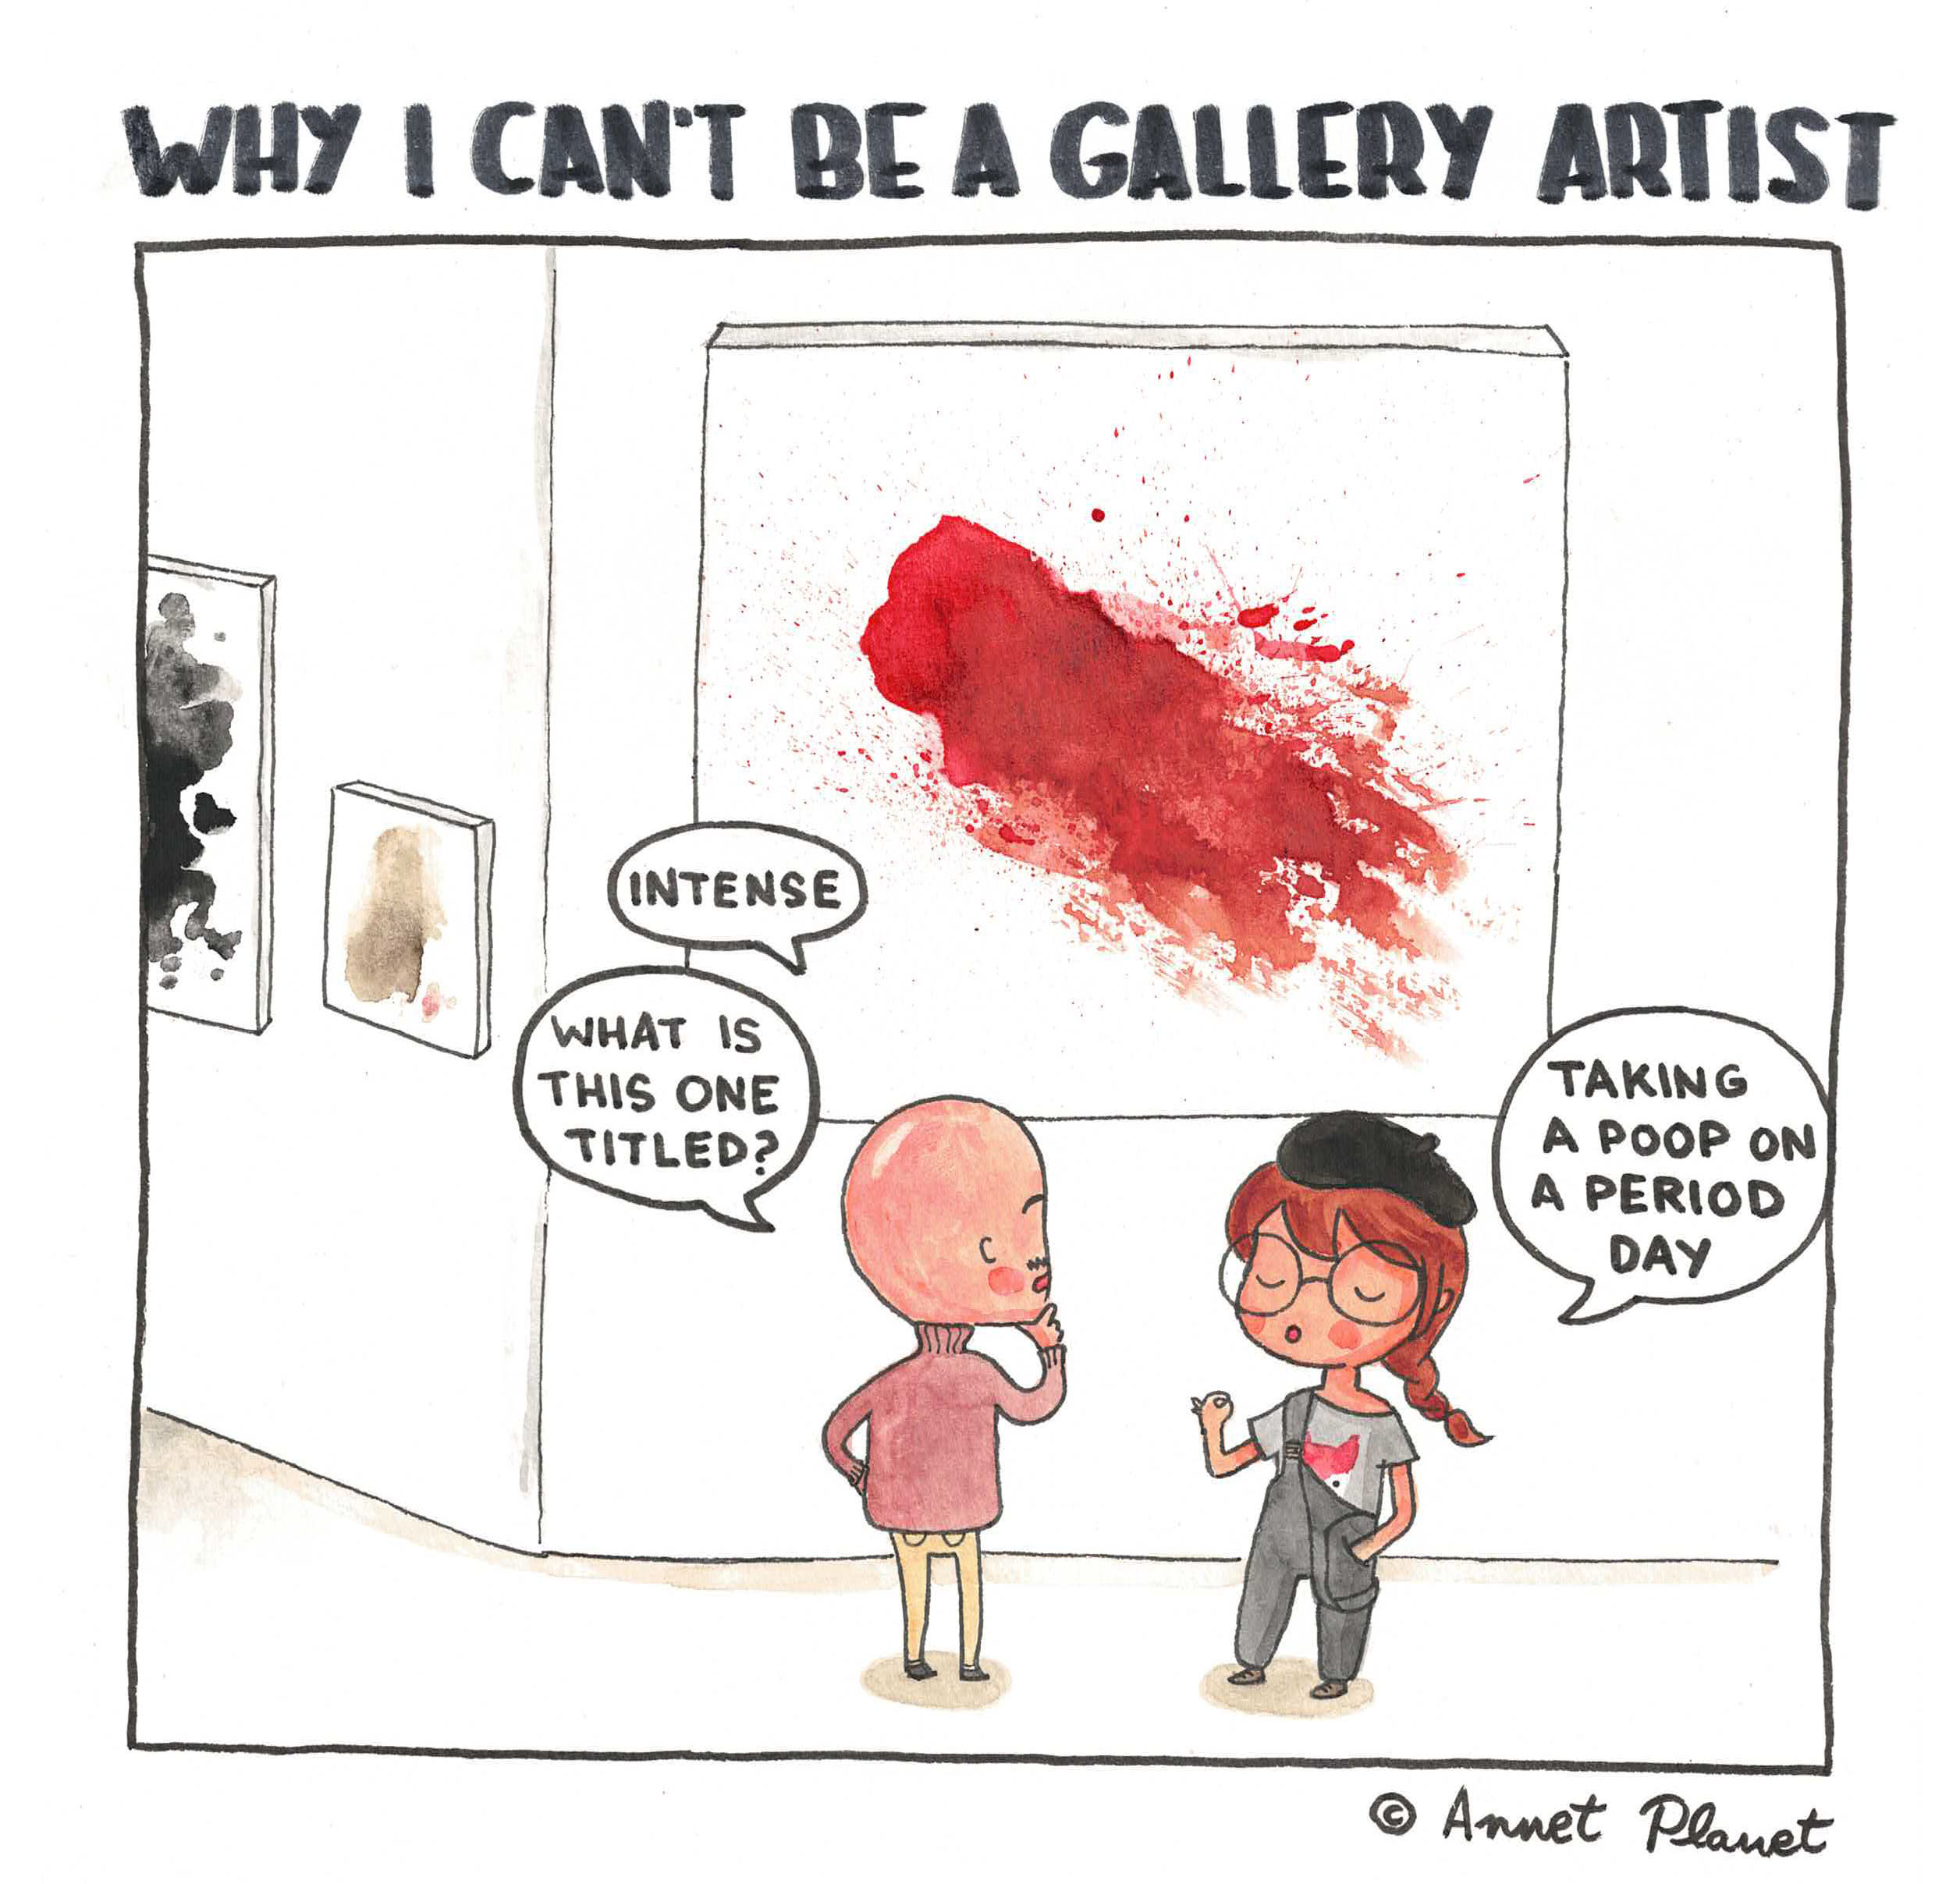 WHY I CAN'T BE A GALLERY ARTIST
INTENSE
WHAT IS
THIS ONE
TITLED?
TAKING
A POOP ON
A PERIOD
DAY
© Annet Planet